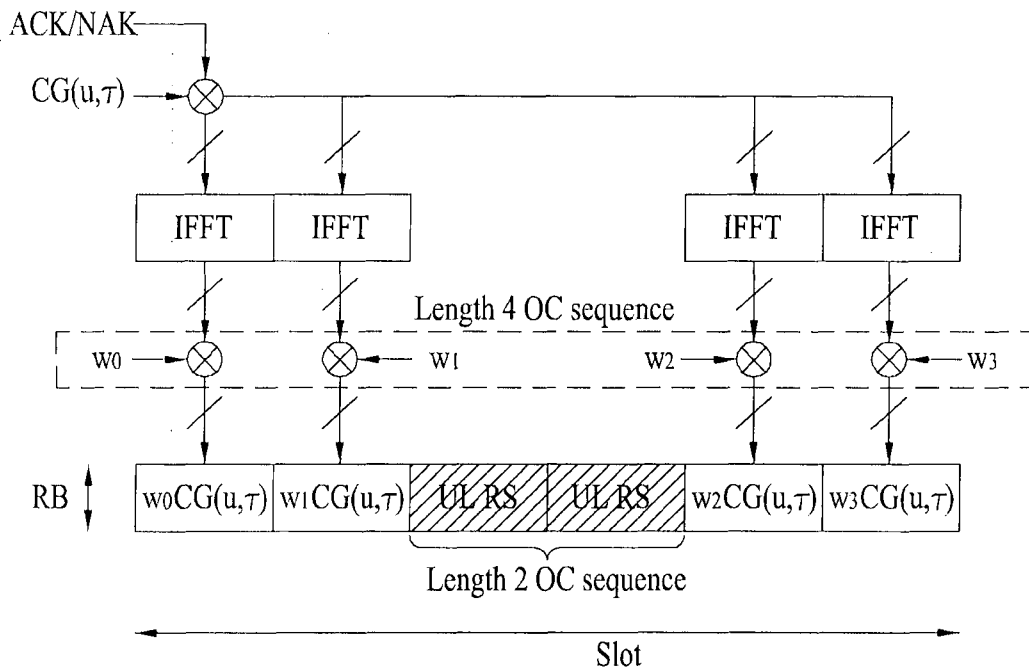 ACK/NAK
CG(u,τ)
IFFT IFFT IFFT IFFT
Length 4 OC sequence
W0 W1 W2 W3
RB w0CG(u,τ) w1CG(u,τ) UL RS UL RS w2CG(u,τ) w3CG(u,τ)
Length 2 OC sequence
Slot